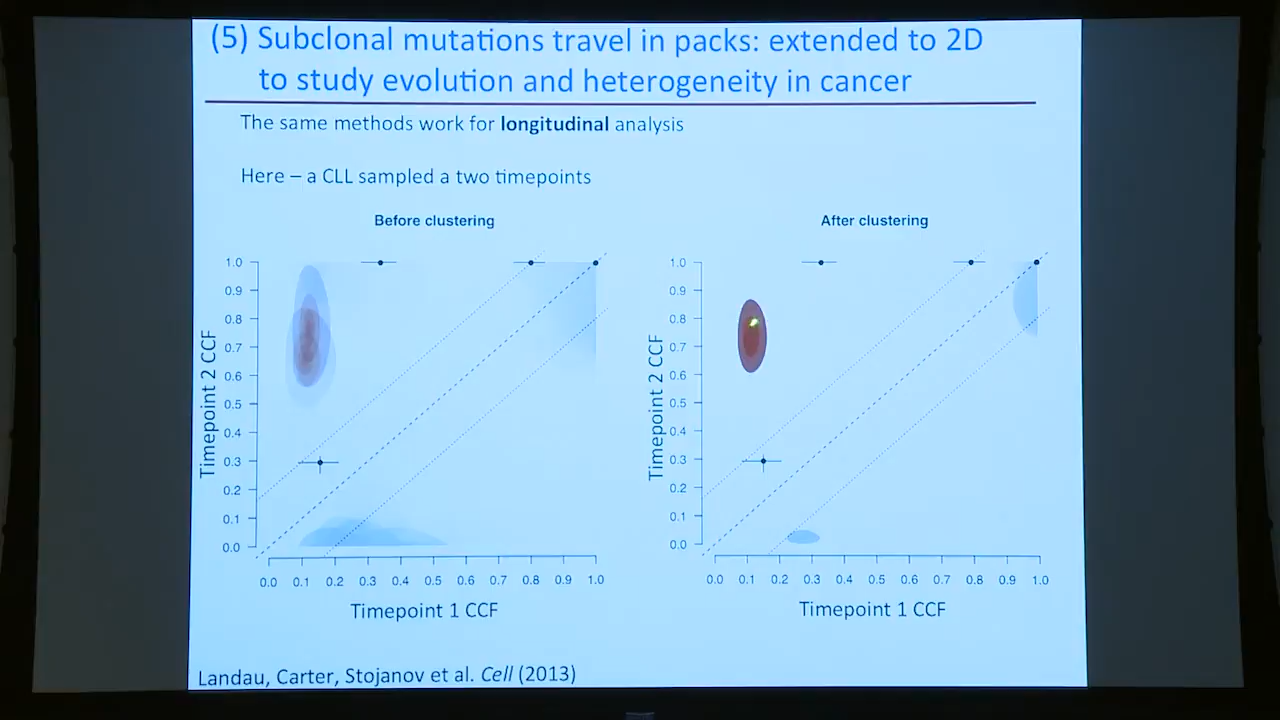 (5) Subclonal mutations travel in packs: extended to 2D
to study evolution and heterogeneity in cancer
The same methods work for longitudinal analysis
Here – a CLL sampled a two timepoints
Before clustering
After clustering
Timepoint 2 CCF
1.0
0.9
0.8
0.7
0.6
0.5
0.4
0.3
0.2
0.1
0.0
0.0 0.1 0.2 0.3 0.4 0.5 0.6 0.7 0.8 0.9 1.0
Timepoint 1 CCF
Timepoint 2 CCF
1.0
0.9
0.8
0.7
0.6
0.5
0.4
0.3
0.2
0.1
0.0
0.0 0.1 0.2 0.3 0.4 0.5 0.6 0.7 0.8 0.9 1.0
Timepoint 1 CCF
Landau, Carter, Stojanov et al. Cell (2013)